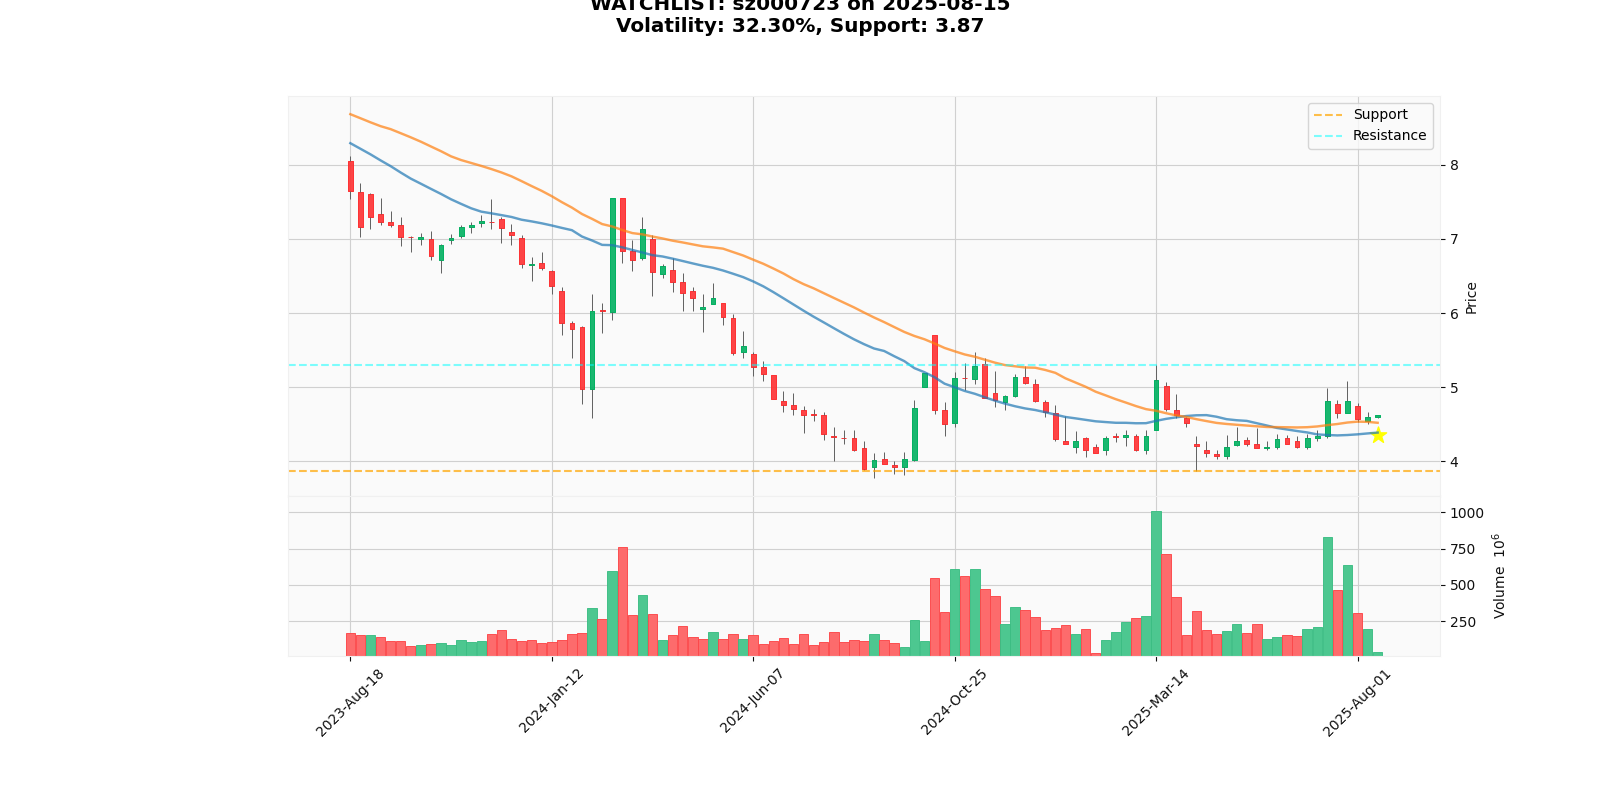 WATCHLIST: sz000723 on 2025-08-15
Volatility: 32.30%, Support: 3.87
Support
Resistance
8
7
6
5
4
Price
1000
750
500
250
Volume 10^6
2023-Aug-18
2024-Jan-12
2024-Jun-07
2024-Oct-25
2025-Mar-14
2025-Aug-01